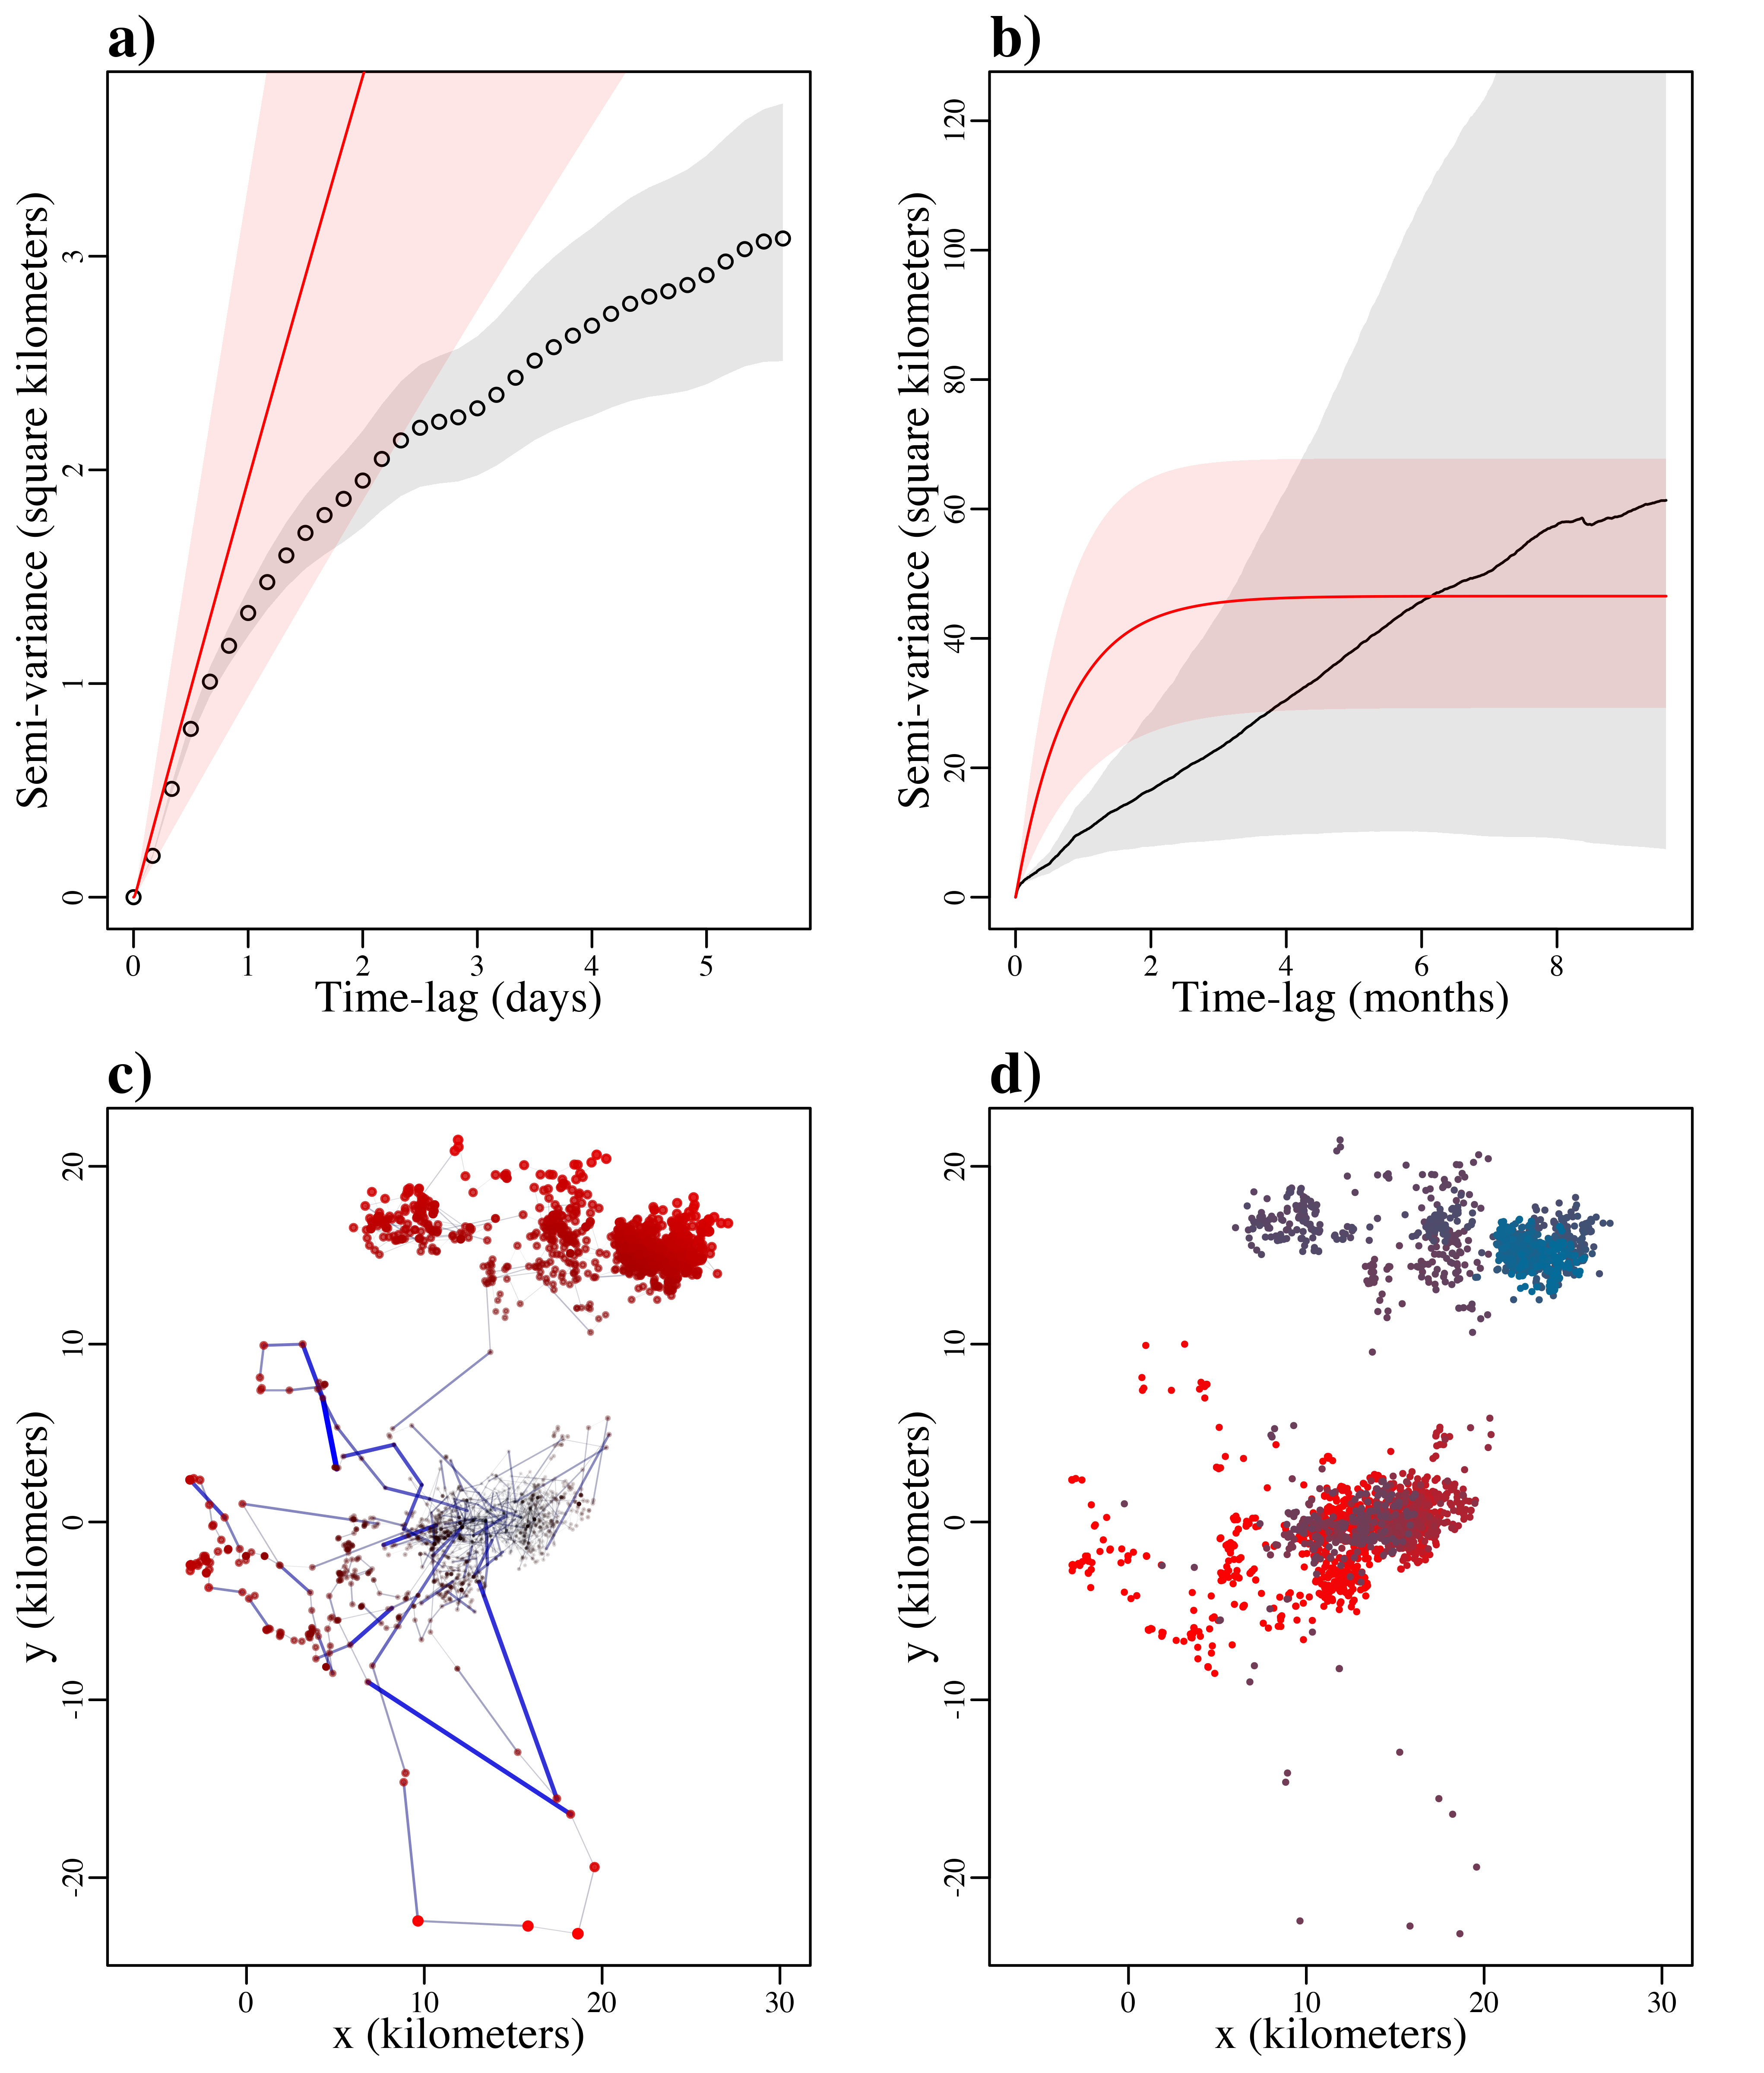 a)
Semi-variance (square kilometers)
3
2
1
0
0 1 2 3 4 5
Time-lag (days)
b)
Semi-variance (square kilometers)
120
100
80
60
40
20
0
0 2 4 6 8
Time-lag (months)
c)
y (kilometers)
20
10
0
-10
-20
0 10 20 30
x (kilometers)
d)
y (kilometers)
20
10
0
-10
-20
0 10 20 30
x (kilometers)